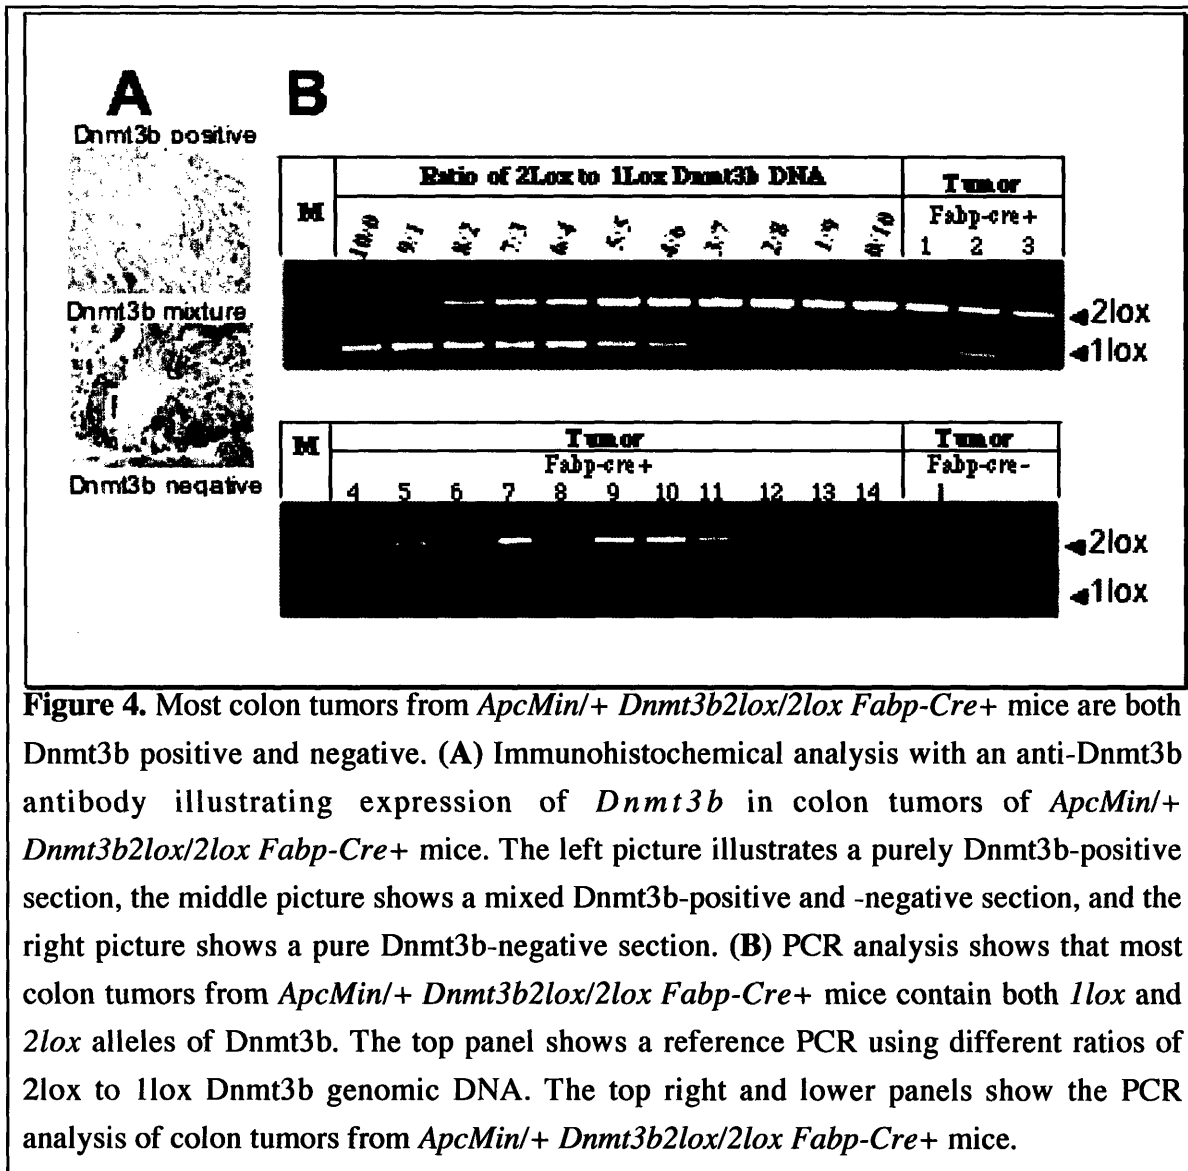 A
B
Dnmt3b positive
Dnmt3b mixture
Dnmt3b negative
M
Ratio of 2Lox to 1Lox Dnmt3b DNA
10:0 9:1 8:2 7:3 6:4 5:5 4:6 3:7 2:8 1:9 0:10
Tumor
Fabp-cre+
1 2 3
2lox
1lox
M
Tumor
Fabp-cre+
4 5 6 7 8 9 10 11 12 13 14
Tumor
Fabp-cre-
1
2lox
1lox
Figure 4. Most colon tumors from ApcMin/+ Dnmt3b2lox/2lox Fabp-Cre+ mice are both
Dnmt3b positive and negative. (A) Immunohistochemical analysis with an anti-Dnmt3b
antibody illustrating expression of Dnmt3b in colon tumors of ApcMin/+
Dnmt3b2lox/2lox Fabp-Cre+ mice. The left picture illustrates a purely Dnmt3b-positive
section, the middle picture shows a mixed Dnmt3b-positive and -negative section, and the
right picture shows a pure Dnmt3b-negative section. (B) PCR analysis shows that most
colon tumors from ApcMin/+ Dnmt3b2lox/2lox Fabp-Cre+ mice contain both 1lox and
2lox alleles of Dnmt3b. The top panel shows a reference PCR using different ratios of
2lox to 1lox Dnmt3b genomic DNA. The top right and lower panels show the PCR
analysis of colon tumors from ApcMin/+ Dnmt3b2lox/2lox Fabp-Cre+ mice.